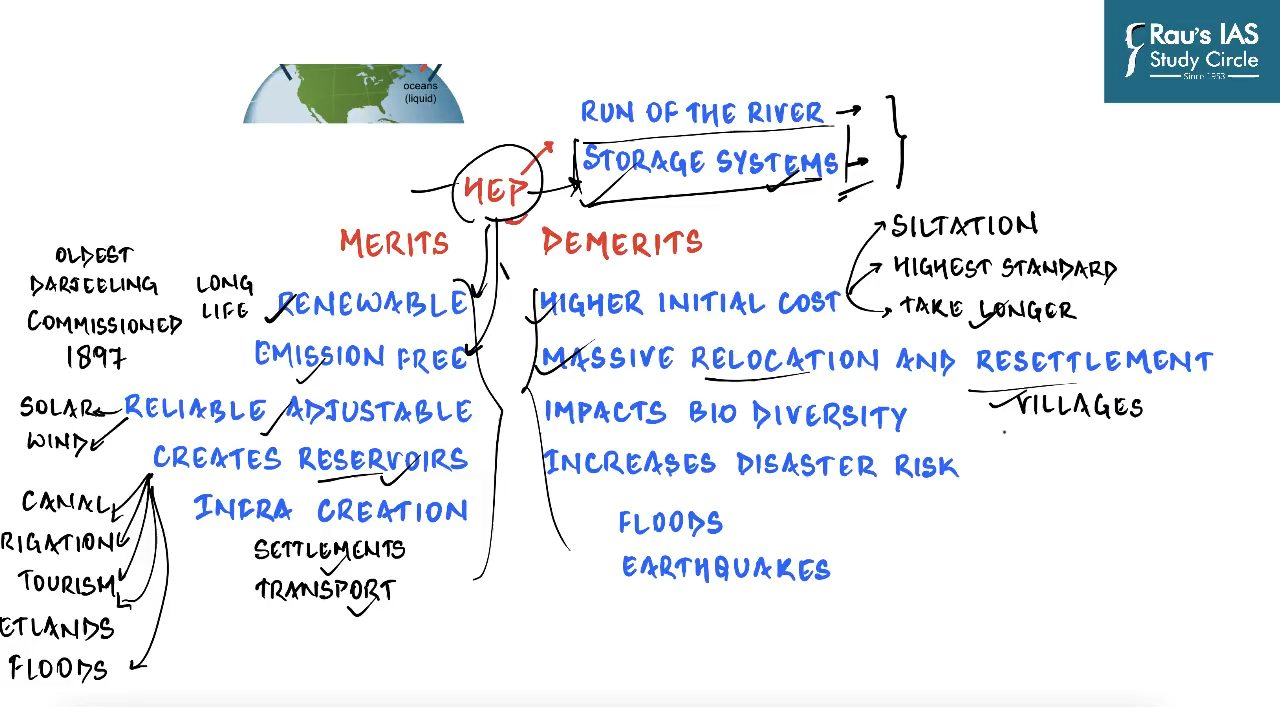 Rau's IAS
Study Circle
Since 1953
oceans
(liquid)
RUN OF THE RIVER
STORAGE SYSTEMS
HEP
MERITS
DEMERITS
SILTATION
HIGHEST STANDARD
TAKE LONGER
OLDEST
DARJEELING
COMMISSIONED
1897
LONG
LIFE
RENEWABLE
HIGHER INITIAL COST
EMISSION FREE
MASSIVE RELOCATION AND RESETTLEMENT
VILLAGES
SOLAR
WIND
RELIABLE ADJUSTABLE
IMPACTS BIO DIVERSITY
CREATES RESERVOIRS
INCREASES DISASTER RISK
CANAL
RIGATION
TOURISM
ETLANDS
FLOODS
INFRA CREATION
SETTLEMENTS
TRANSPORT
FLOODS
EARTHQUAKES